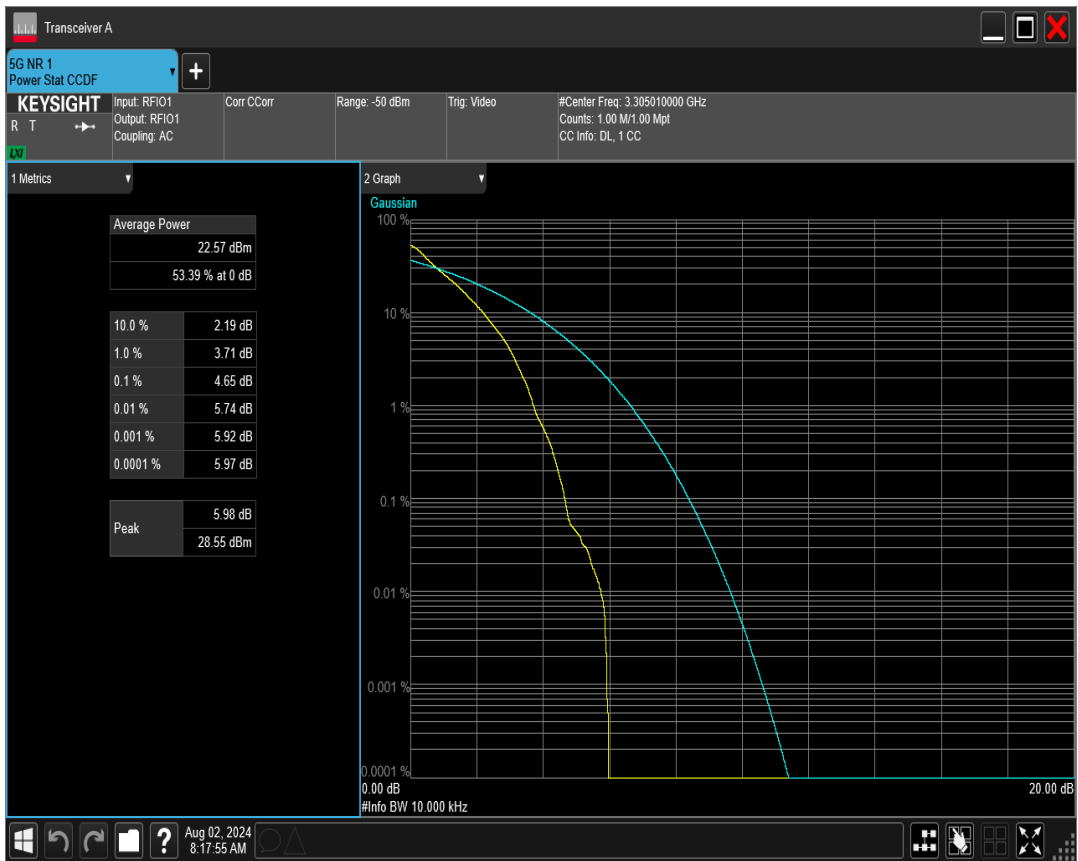 Transceiver A
5G NR 1
Power Stat CCDF
KEYSIGHT
R T
LXI
Input: RFIO1
Output: RFIO1
Coupling: AC
Corr CCorr
Range: -50 dBm
Trig: Video
#Center Freq: 3.305010000 GHz
Counts: 1.00 M/1.00 Mpt
CC Info: DL, 1 CC
1 Metrics
Average Power
22.57 dBm
53.39 % at 0 dB
10.0 % 2.19 dB
1.0 % 3.71 dB
0.1 % 4.65 dB
0.01 % 5.74 dB
0.001 % 5.92 dB
0.0001 % 5.97 dB
Peak
5.98 dB
28.55 dBm
2 Graph
Gaussian
100 %
10 %
1 %
0.1 %
0.01 %
0.001 %
0.0001 %
0.00 dB
20.00 dB
#Info BW 10.000 kHz
Aug 02, 2024
8:17:55 AM